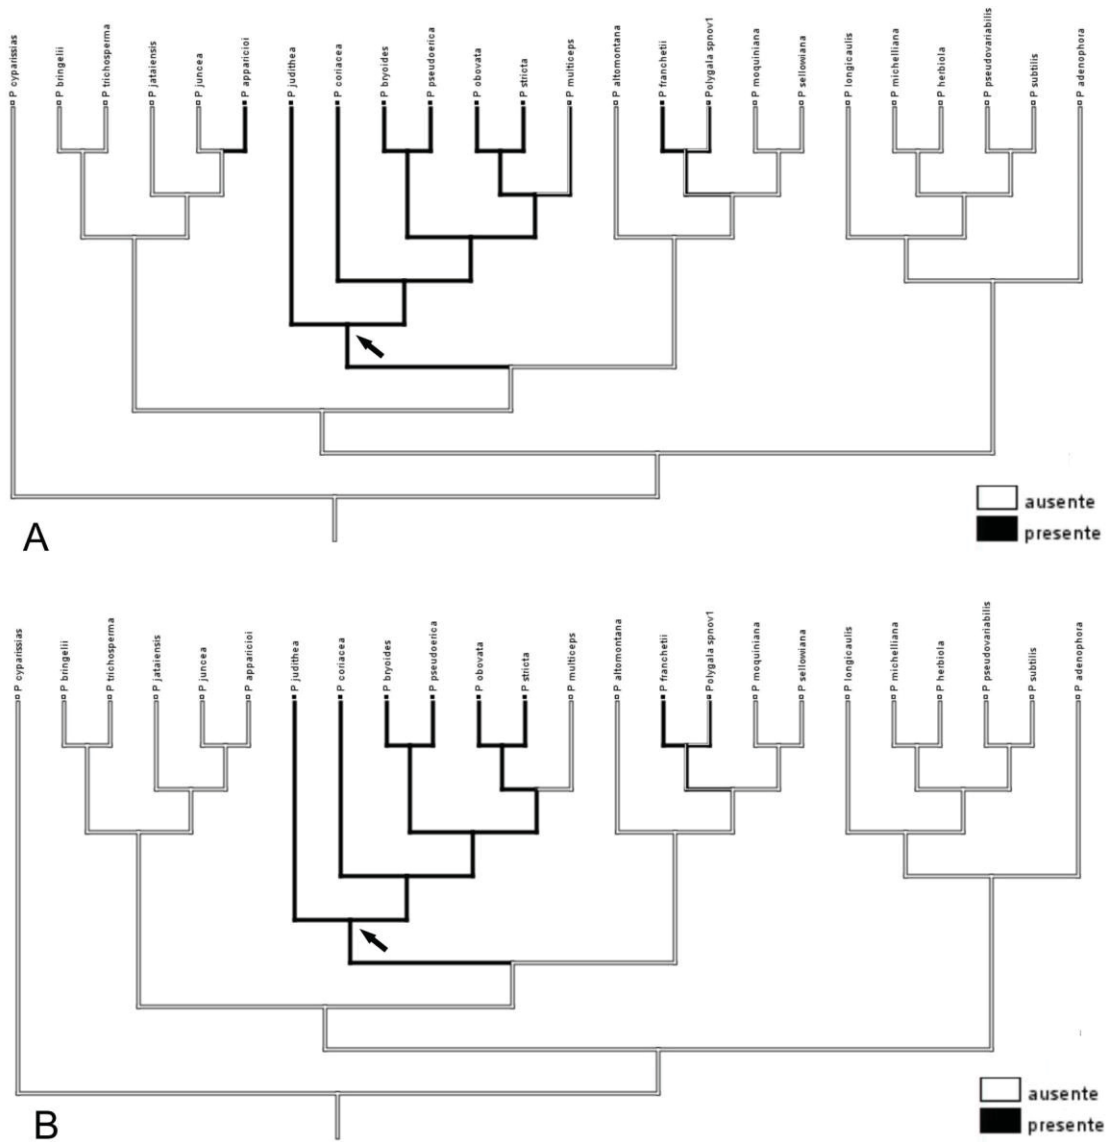 P cyparissias
P bringelii
P trichosperma
P jataiensis
P juncea
P apparicioi
P judithea
P coriacea
P bryoides
P pseudoerica
P obovata
P stricta
P multiceps
P altomontana
P franchetii
Polygala spnov1
P moquiniana
P sellowiana
P longicaulis
P michelliana
P herbiola
P pseudovariabilis
P subtilis
P adenophora
ausente
presente
A
P cyparissias
P bringelii
P trichosperma
P jataiensis
P juncea
P apparicioi
P judithea
P coriacea
P bryoides
P pseudoerica
P obovata
P stricta
P multiceps
P altomontana
P franchetii
Polygala spnov1
P moquiniana
P sellowiana
P longicaulis
P michelliana
P herbiola
P pseudovariabilis
P subtilis
P adenophora
ausente
presente
B